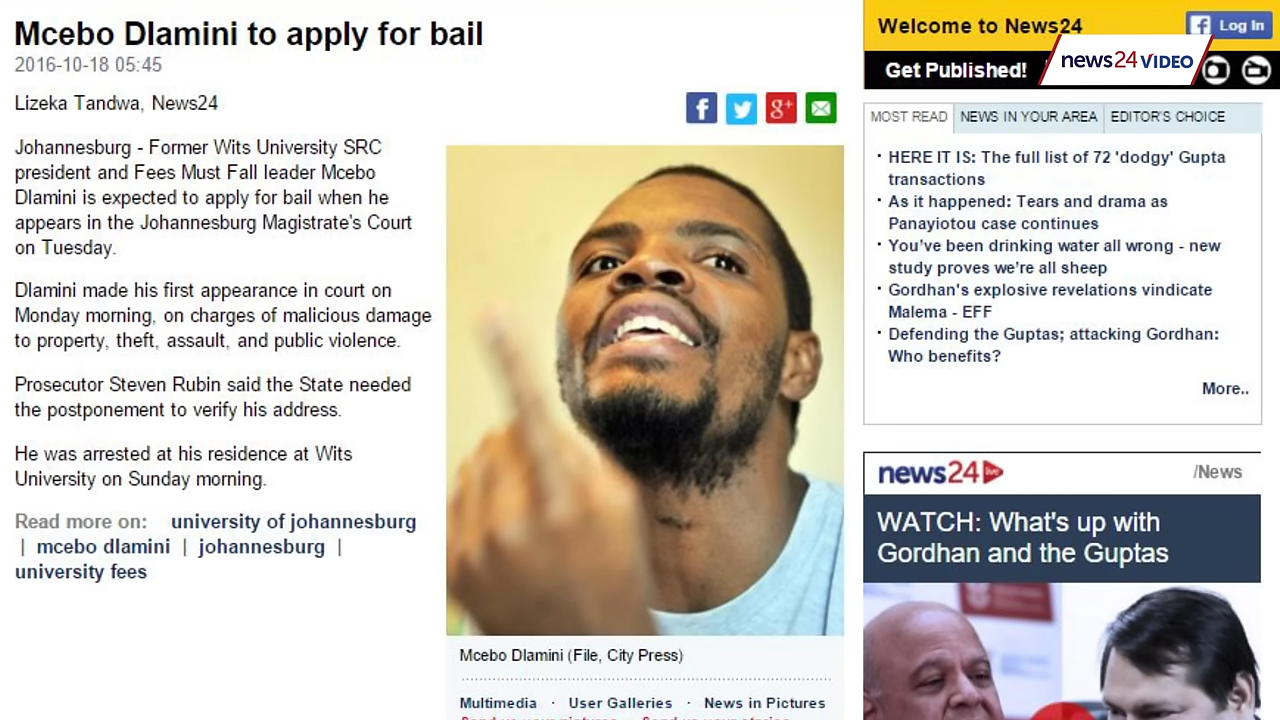 Mcebo Dlamini to apply for bail
2016-10-18 05:45
Lizeka Tandwa, News24
Johannesburg - Former Wits University SRC
president and Fees Must Fall leader Mcebo
Dlamini is expected to apply for bail when he
appears in the Johannesburg Magistrate's Court
on Tuesday.
Dlamini made his first appearance in court on
Monday morning, on charges of malicious damage
to property, theft, assault, and public violence.
Prosecutor Steven Rubin said the State needed
the postponement to verify his address.
He was arrested at his residence at Wits
University on Sunday morning.
Read more on: university of johannesburg
| mcebo dlamini | johannesburg |
university fees
Mcebo Dlamini (File, City Press)
Multimedia · User Galleries · News in Pictures
Send us your pictures · Send us your stories
Welcome to News24
Log In
Get Published!
news24 VIDEO
MOST READ NEWS IN YOUR AREA EDITOR'S CHOICE
· HERE IT IS: The full list of 72 'dodgy' Gupta
transactions
· As it happened: Tears and drama as
Panayiotou case continues
· You've been drinking water all wrong - new
study proves we're all sheep
· Gordhan's explosive revelations vindicate
Malema - EFF
· Defending the Guptas; attacking Gordhan:
Who benefits?
More..
news24 live /News
WATCH: What's up with
Gordhan and the Guptas